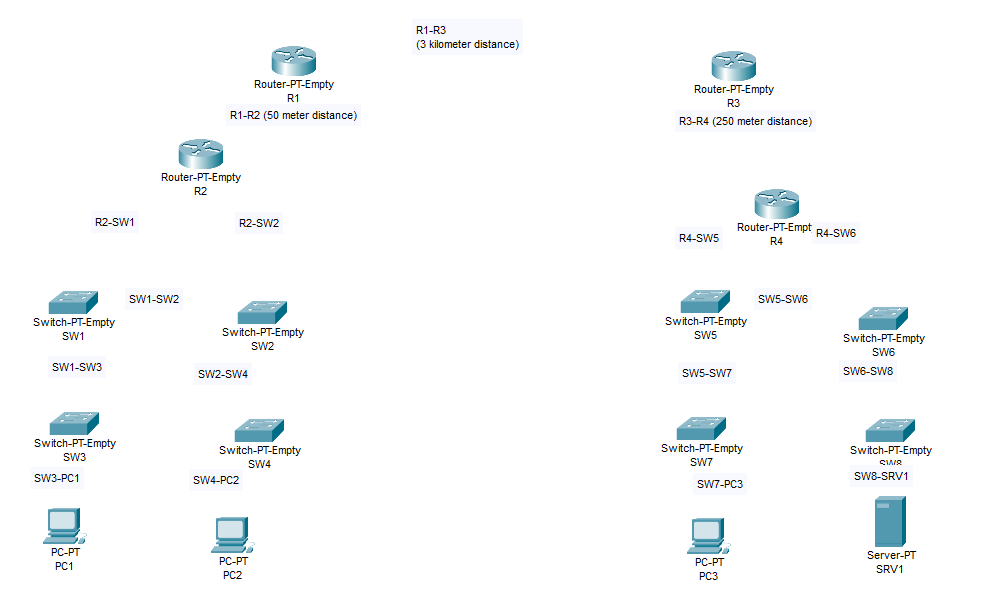 R1-R3
(3 kilometer distance)
Router-PT-Empty
R1
Router-PT-Empty
R3
R1-R2 (50 meter distance)
R3-R4 (250 meter distance)
Router-PT-Empty
R2
R2-SW1
R2-SW2
Router-PT-Empt
R4
R4-SW5
R4-SW6
SW1-SW2
SW5-SW6
Switch-PT-Empty
SW1
Switch-PT-Empty
SW2
Switch-PT-Empty
SW5
Switch-PT-Empty
SW6
SW1-SW3
SW2-SW4
SW5-SW7
SW6-SW8
Switch-PT-Empty
SW3
Switch-PT-Empty
SW4
Switch-PT-Empty
SW7
Switch-PT-Empty
SW8
SW3-PC1
SW4-PC2
SW7-PC3
SW8-SRV1
PC-PT
PC1
PC-PT
PC2
PC-PT
PC3
Server-PT
SRV1